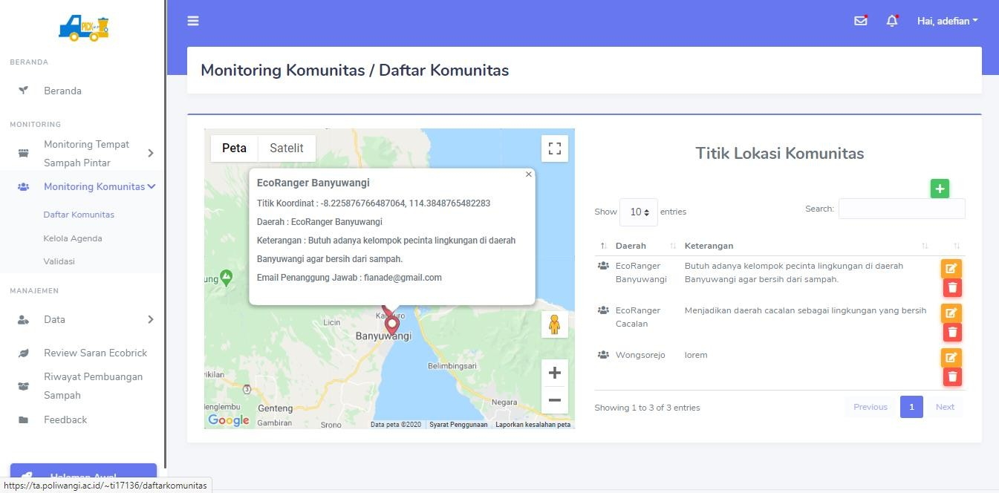 PICK
BERANDA
Beranda
MONITORING
Monitoring Tempat
Sampah Pintar
Monitoring Komunitas
Daftar Komunitas
Kelola Agenda
Validasi
MANAJEMEN
Data
Review Saran Ecobrick
Riwayat Pembuangan
Sampah
Feedback
Halaman Awal
https://ta.poliwangi.ac.id/~ti17136/daftarkomunitas
Hai, adefian
Monitoring Komunitas / Daftar Komunitas
Peta Satelit
EcoRanger Banyuwangi
Titik Koordinat : -8.225876766487064, 114.3848765482283
Daerah : EcoRanger Banyuwangi
Keterangan : Butuh adanya kelompok pecinta lingkungan di daerah
Banyuwangi agar bersih dari sampah.
Email Penanggung Jawab : fianade@gmail.com
ung
Licin
Banyuwangi
Belimbingsari
rikilan
3
englembu
Genteng
Negara
Google
Gambiran
Srono
Data peta ©2020 Syarat Penggunaan Laporkan kesalahan peta
Titik Lokasi Komunitas
+
Show 10 entries
Search:
Daerah Keterangan
EcoRanger Butuh adanya kelompok pecinta lingkungan di daerah
Banyuwangi Banyuwangi agar bersih dari sampah.
EcoRanger Menjadikan daerah cacalan sebagai lingkungan yang bersih
Cacalan
Wongsorejo lorem
Showing 1 to 3 of 3 entries
Previous 1 Next